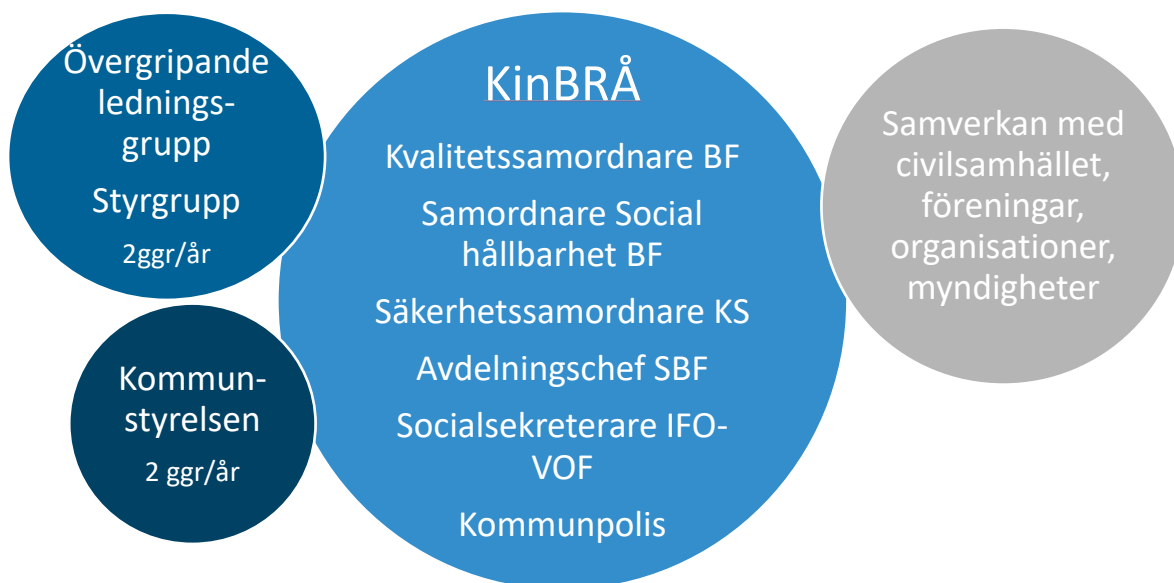 Övergripande
lednings-
grupp
Styrgrupp
2ggr/år
Kommun-
styrelsen
2 ggr/år
KinBRÅ
Kvalitetssamordnare BF
Samordnare Social
hållbarhet BF
Säkerhetssamordnare KS
Avdelningschef SBF
Socialsekreterare IFO-
VOF
Kommunpolis
Samverkan med
civilsamhället,
föreningar,
organisationer,
myndigheter